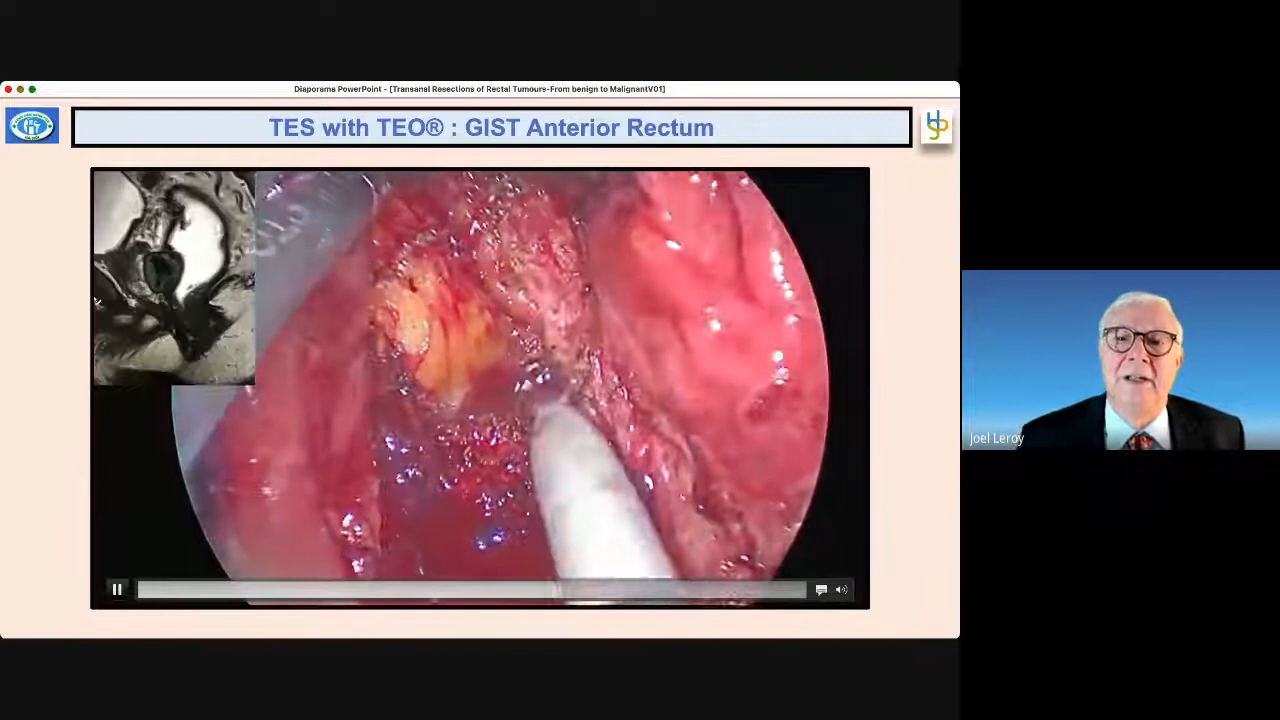 Diaporama PowerPoint - [Transanal Resections of Rectal Tumours-From benign to MalignantV01]
TES with TEO® : GIST Anterior Rectum
Joel Leroy